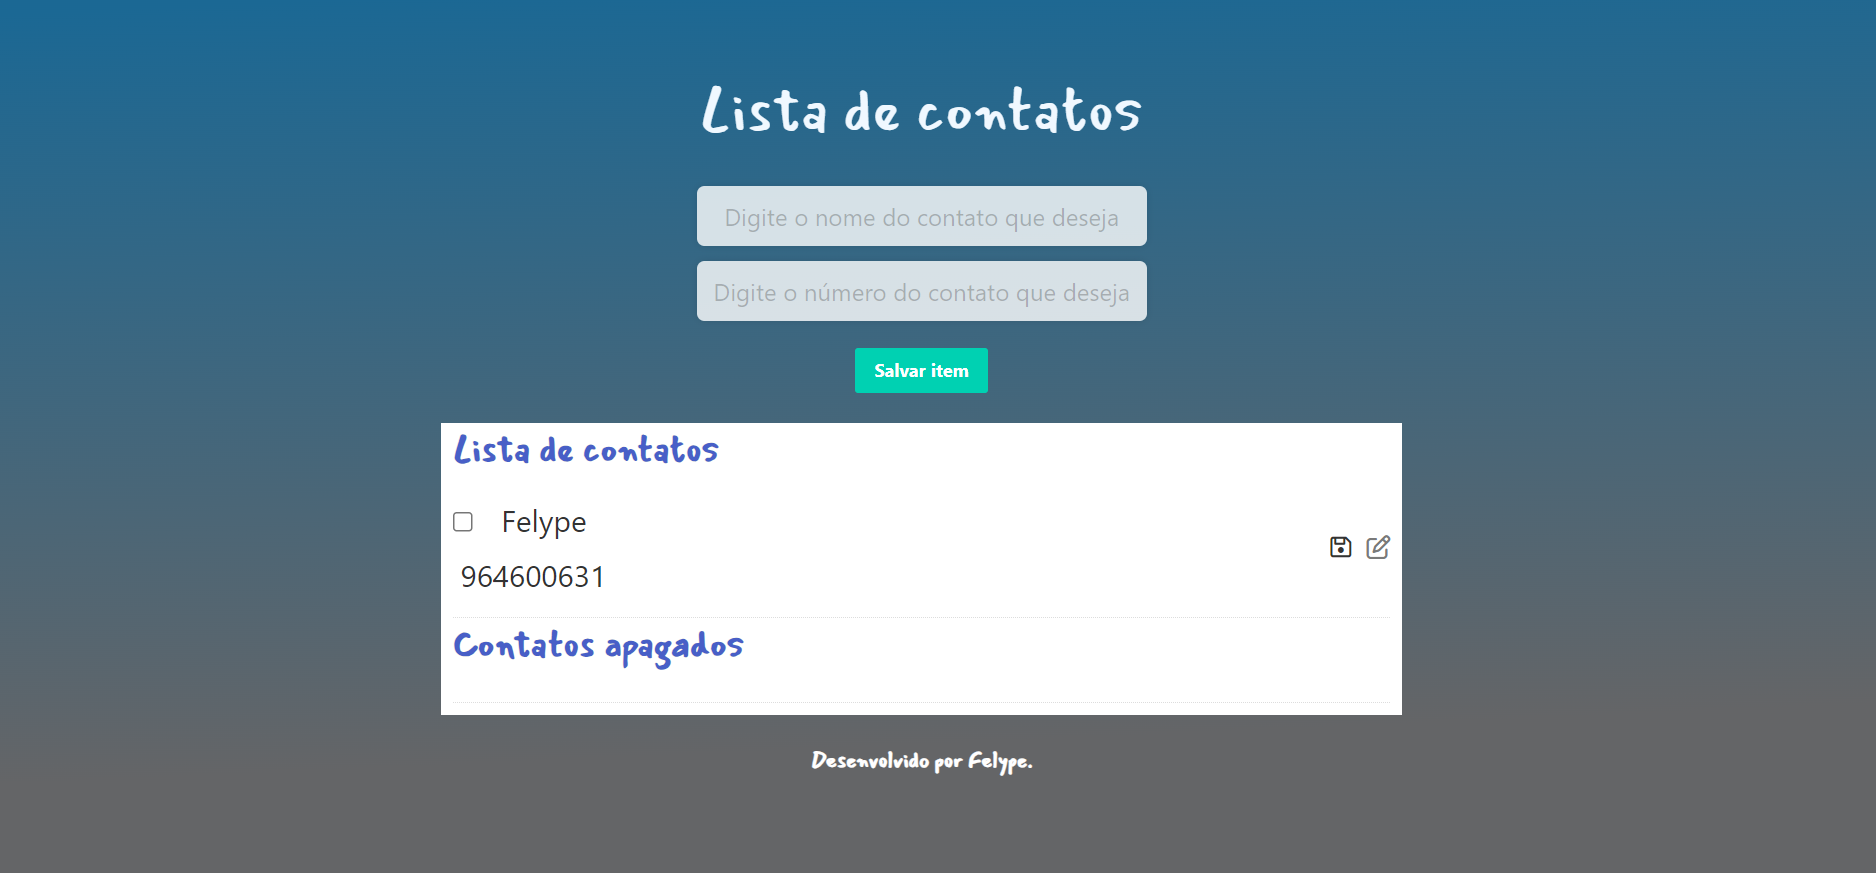 Lista de contatos
Digite o nome do contato que deseja
Digite o número do contato que deseja
Salvar item
Lista de contatos
Felype
964600631
Contatos apagados
Desenvolvido por Felype.